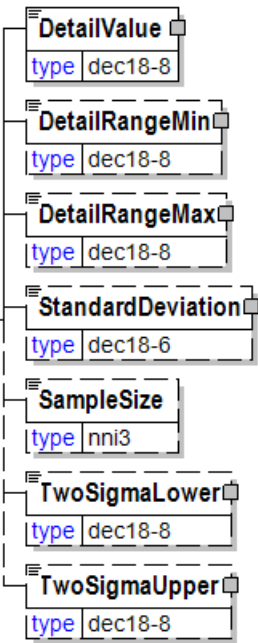 DetailValue
type dec18-8
DetailRangeMin
type dec18-8
DetailRangeMax
type dec18-8
StandardDeviation
type dec18-6
SampleSize
type nni3
TwoSigmaLower
type dec18-8
TwoSigmaUpper
type dec18-8